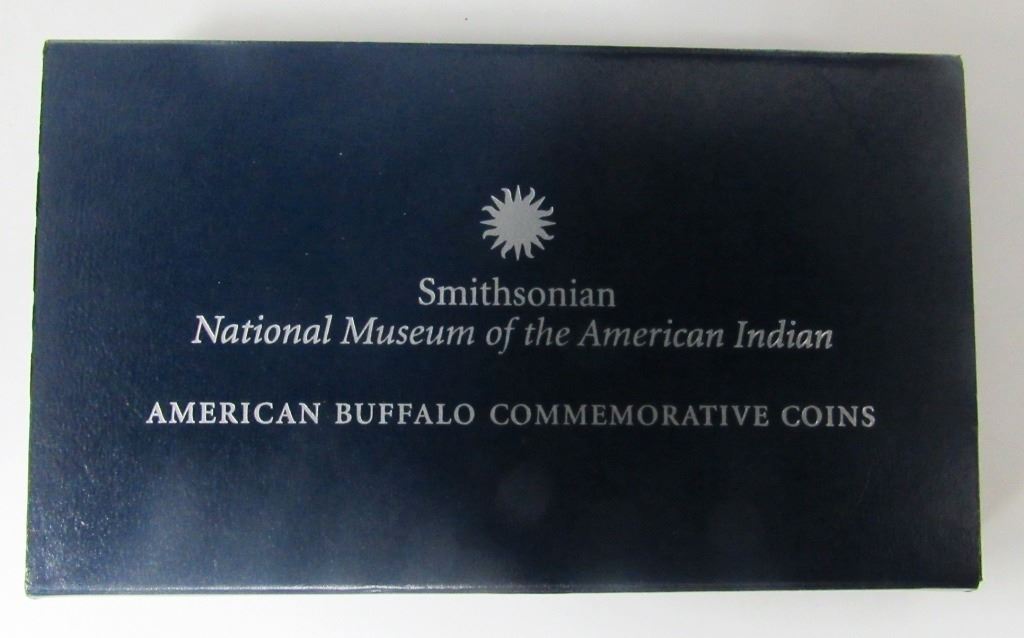 Smithsonian
National Museum of the American Indian
AMERICAN BUFFALO COMMEMORATIVE COINS